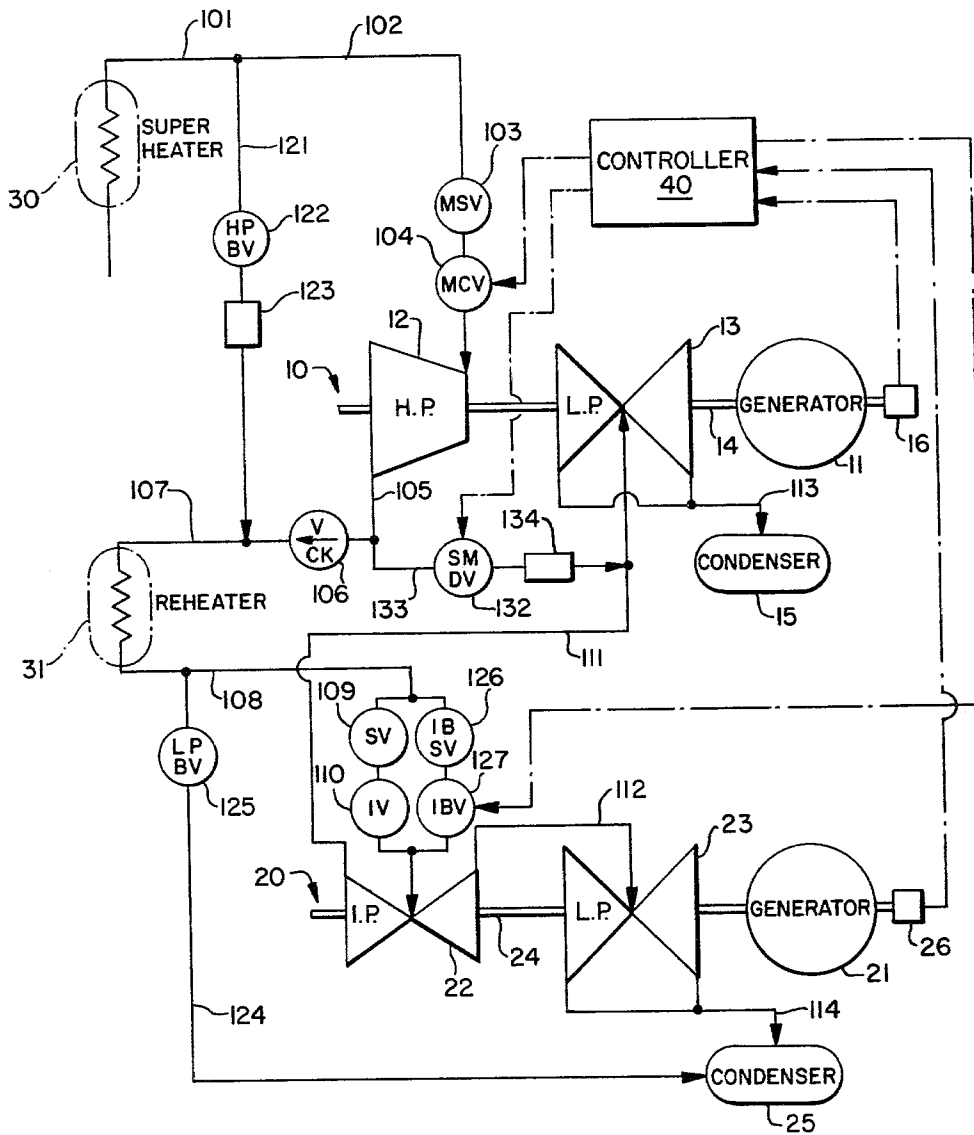 101
102
SUPER
HEATER
30
121
103
MSV
CONTROLLER
40
HP
BV
122
104
MCV
123
12
13
10
H.P.
L.P.
GENERATOR
14
16
11
105
113
107
V
CK
106
134
SM
DV
133
132
CONDENSER
15
REHEATER
31
111
108
109
126
SV
IB
SV
LP
BV
125
110
127
IV
IBV
112
23
20
I.P.
L.P.
GENERATOR
24
26
22
21
124
114
CONDENSER
25